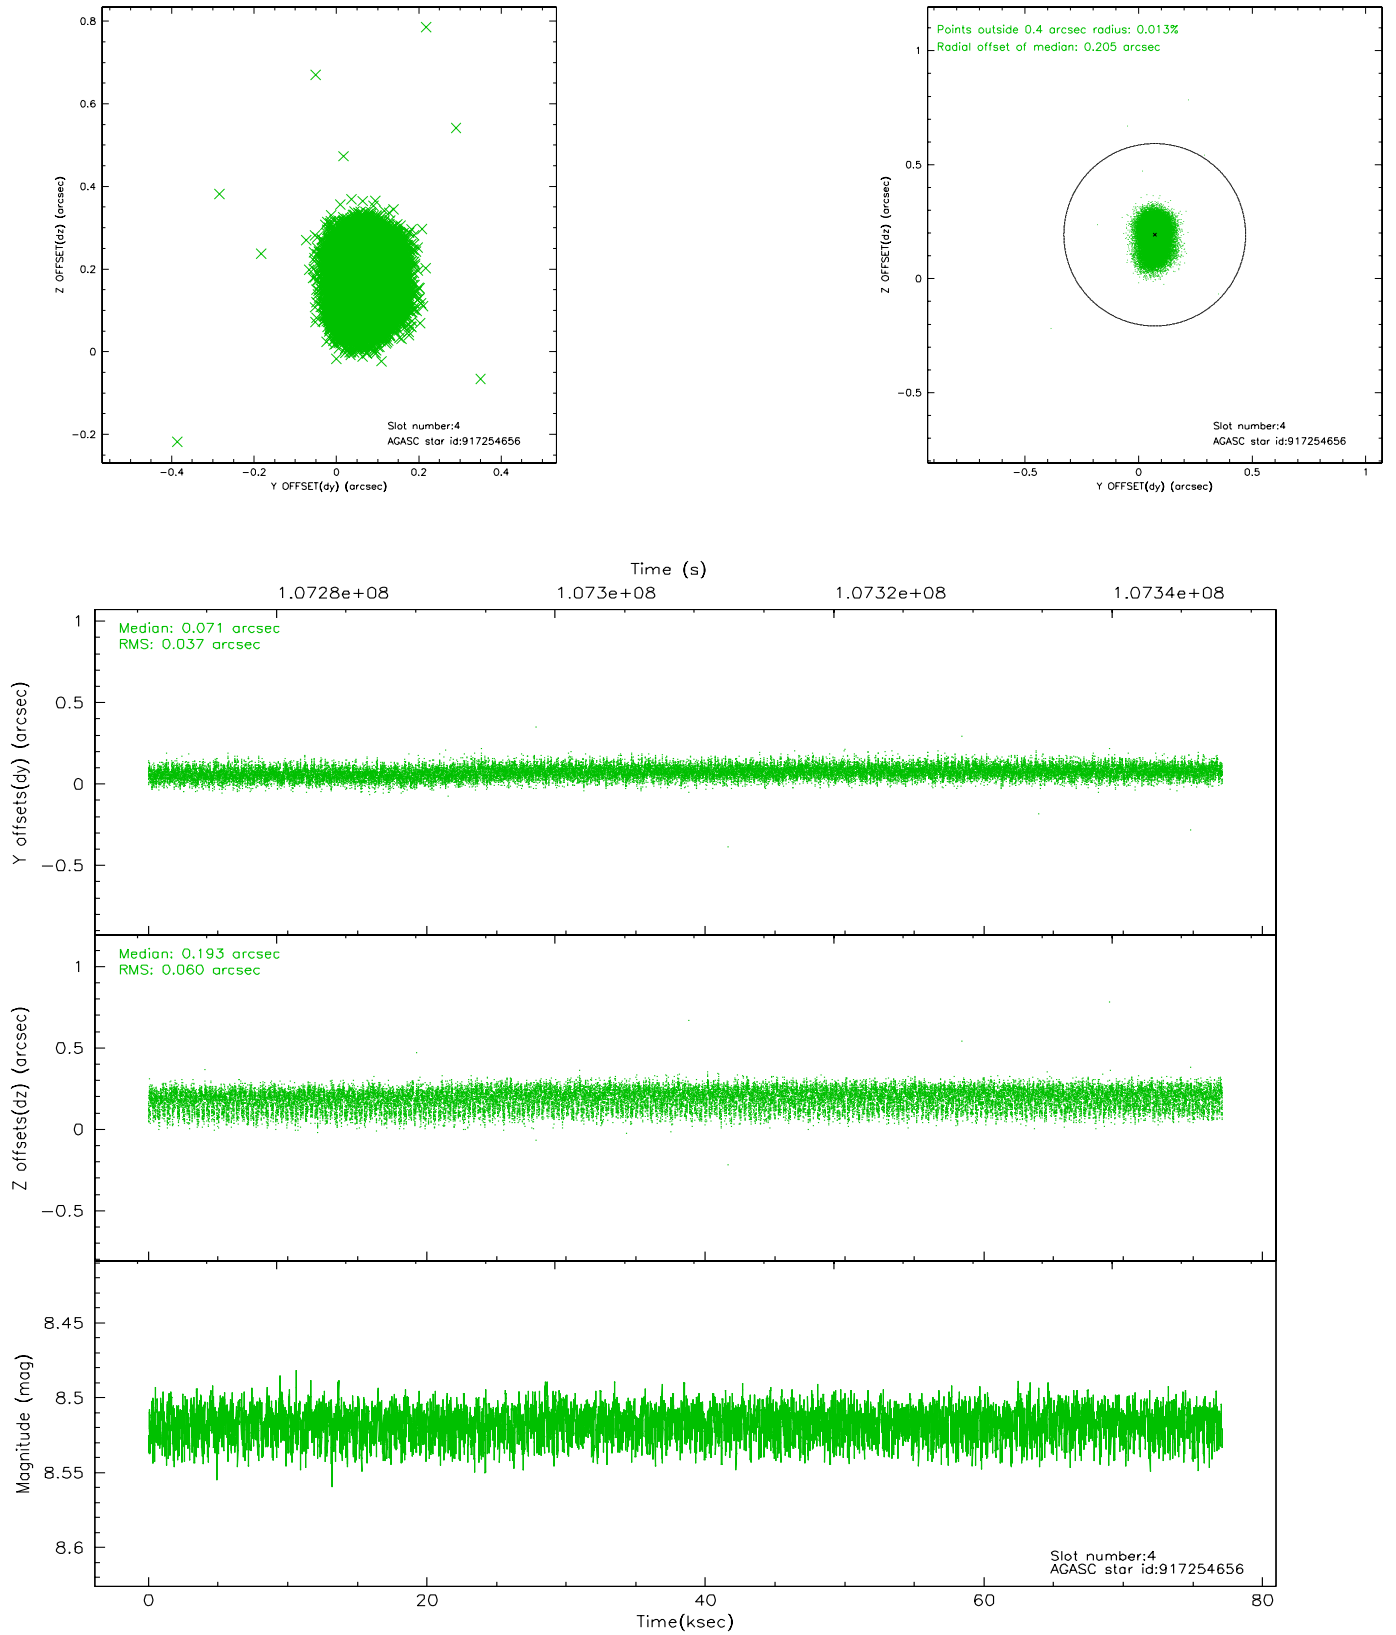 0.8
0.6
0.4
0.2
0
−0.2
Z OFFSET(dz) (arcsec)
Slot number:4
AGASC star id:917254656
−0.4 −0.2 0 0.2 0.4
Y OFFSET(dy) (arcsec)
Points outside 0.4 arcsec radius: 0.013%
Radial offset of median: 0.205 arcsec
1
0.5
0
−0.5
Z OFFSET(dz) (arcsec)
Slot number:4
AGASC star id:917254656
−0.5 0 0.5 1
Y OFFSET(dy) (arcsec)
Time (s)
1.0728e+08 1.073e+08 1.0732e+08 1.0734e+08
Median: 0.071 arcsec
RMS: 0.037 arcsec
1
0.5
0
−0.5
Y offsets(dy) (arcsec)
Median: 0.193 arcsec
RMS: 0.060 arcsec
1
0.5
0
−0.5
Z offsets(dz) (arcsec)
8.45
8.5
8.55
8.6
Magnitude (mag)
Slot number:4
AGASC star id:917254656
0 20 40 60 80
Time(ksec)